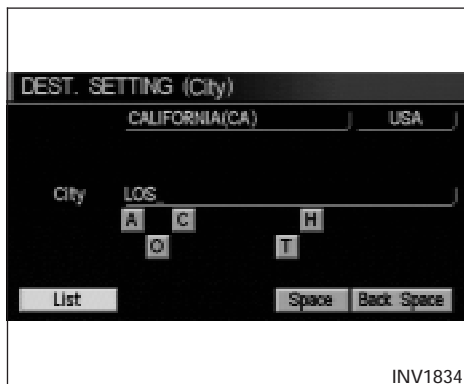 DEST. SETTING (City)
CALIFORNIA(CA) USA
City LOS_
A C H
O T
List Space Back Space
INV1834